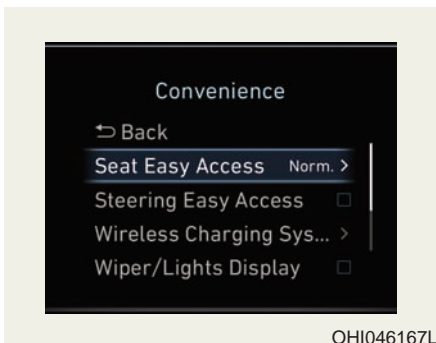 Convenience
⮌ Back
Seat Easy Access Norm. >
Steering Easy Access □
Wireless Charging Sys... >
Wiper/Lights Display □
OHI046167L